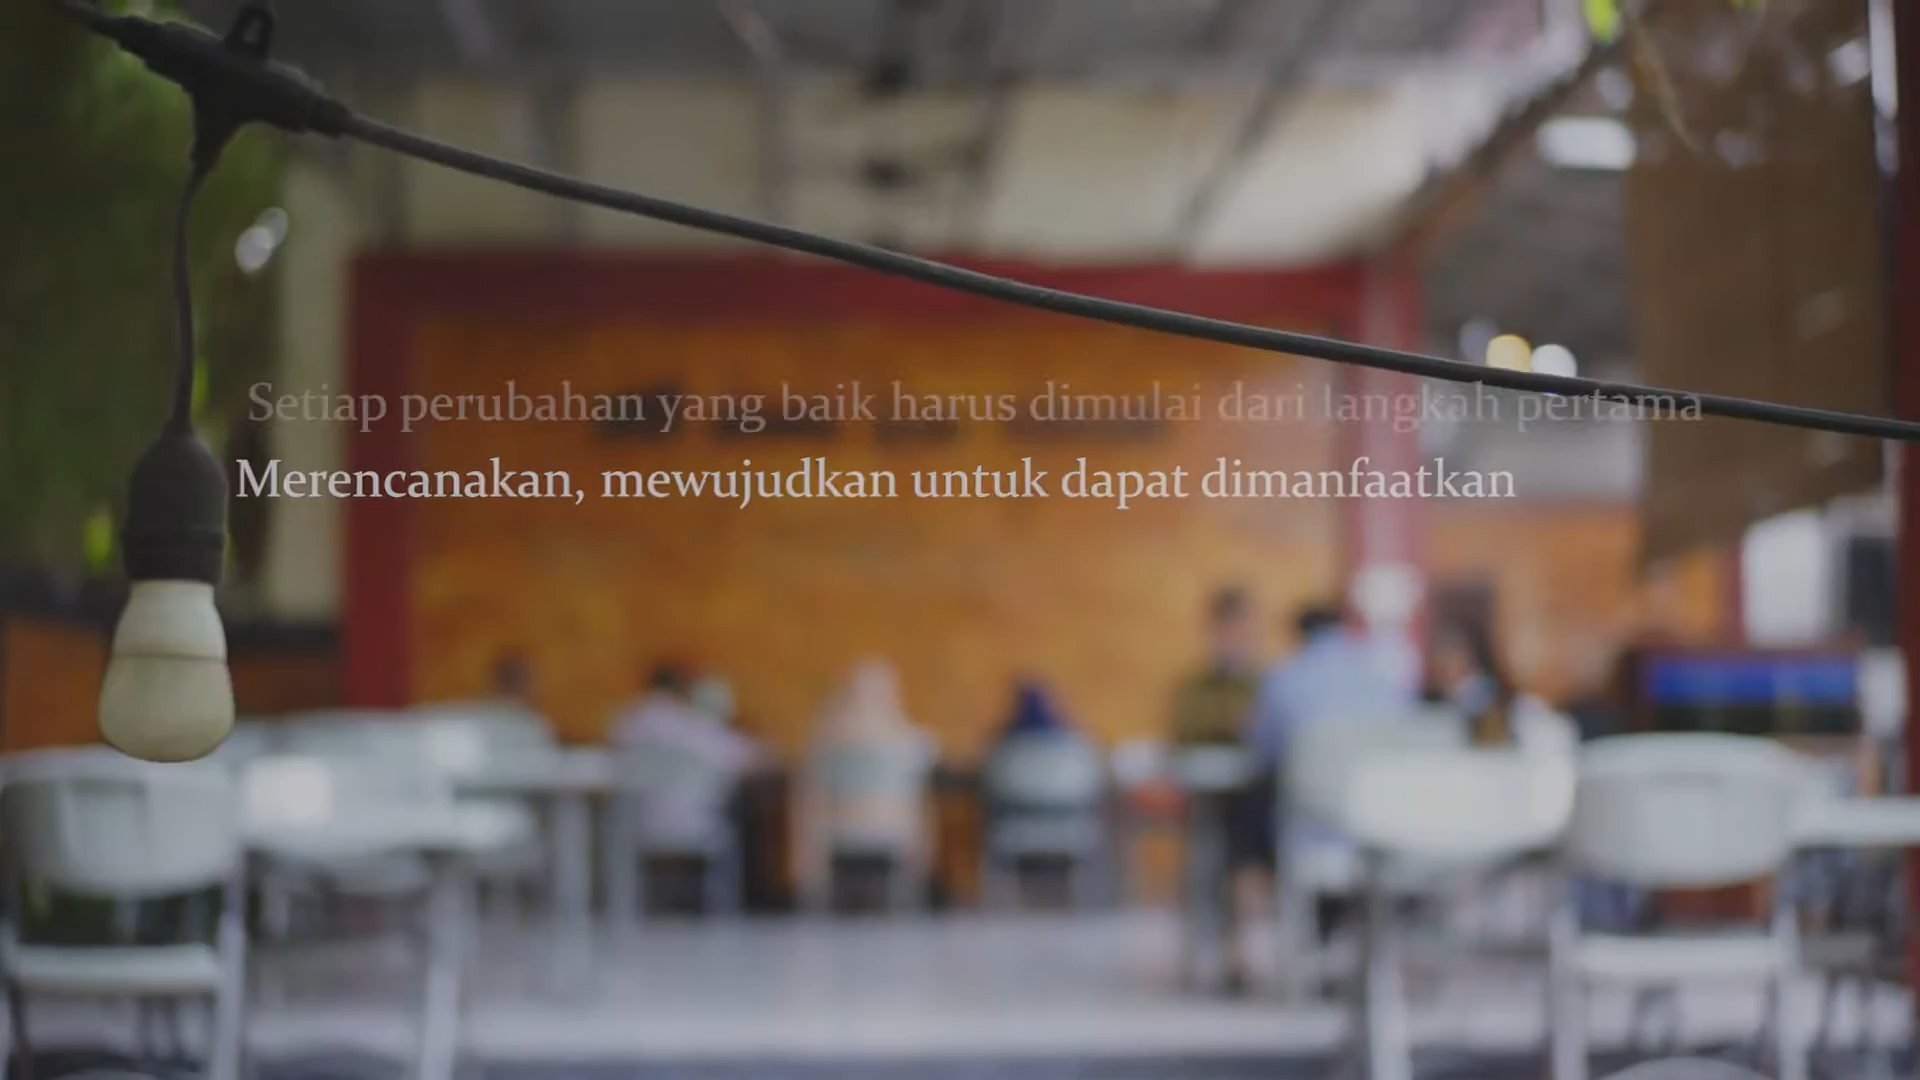 Setiap perubahan yang baik harus dimulai dari langkah pertama
Merencanakan, mewujudkan untuk dapat dimanfaatkan